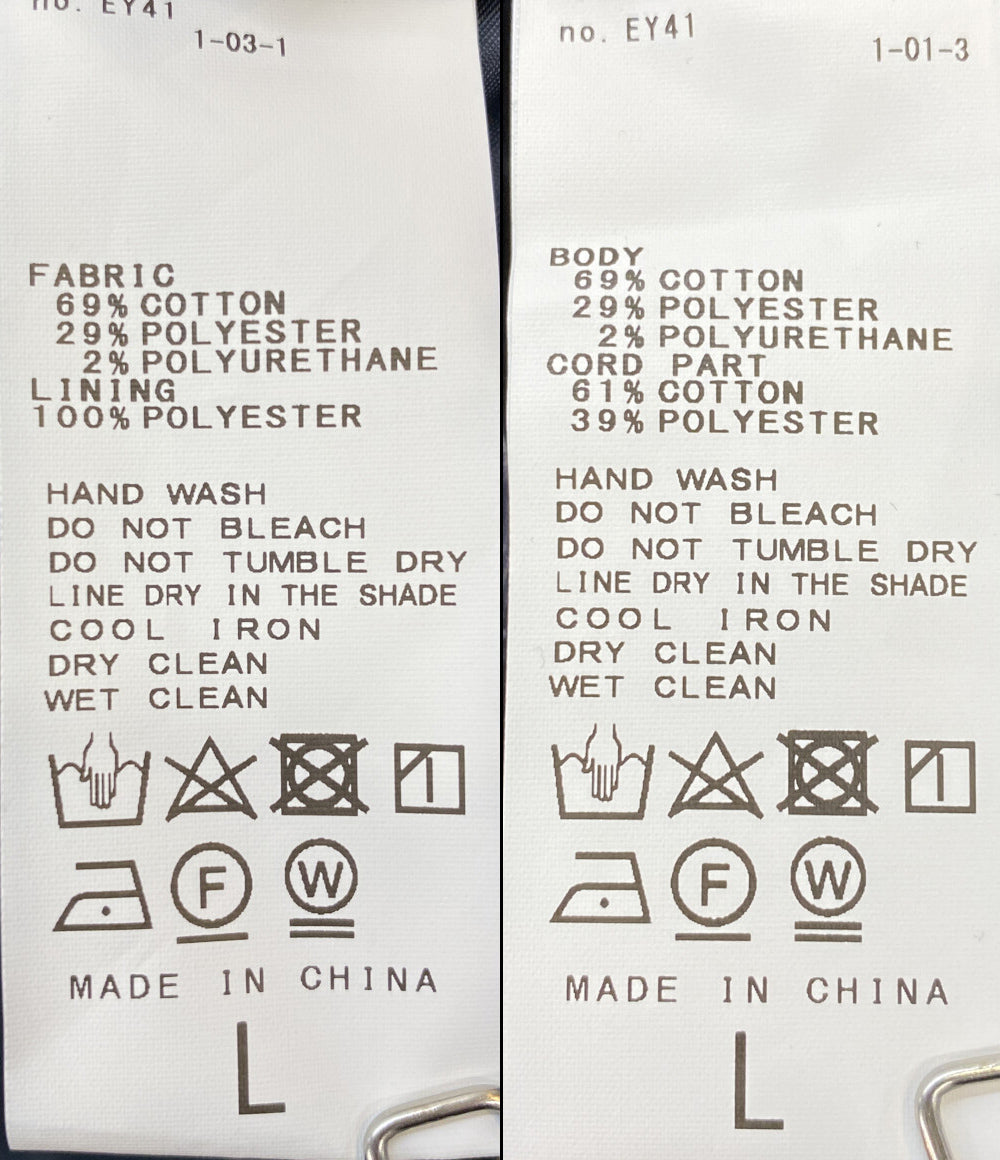 no. EY41
1-03-1
FABRIC
69% COTTON
29% POLYESTER
2% POLYURETHANE
LINING
100% POLYESTER
HAND WASH
DO NOT BLEACH
DO NOT TUMBLE DRY
LINE DRY IN THE SHADE
COOL IRON
DRY CLEAN
WET CLEAN
F
W
MADE IN CHINA
L
no. EY41
1-01-3
BODY
69% COTTON
29% POLYESTER
2% POLYURETHANE
CORD PART
61% COTTON
39% POLYESTER
HAND WASH
DO NOT BLEACH
DO NOT TUMBLE DRY
LINE DRY IN THE SHADE
COOL IRON
DRY CLEAN
WET CLEAN
F
W
MADE IN CHINA
L